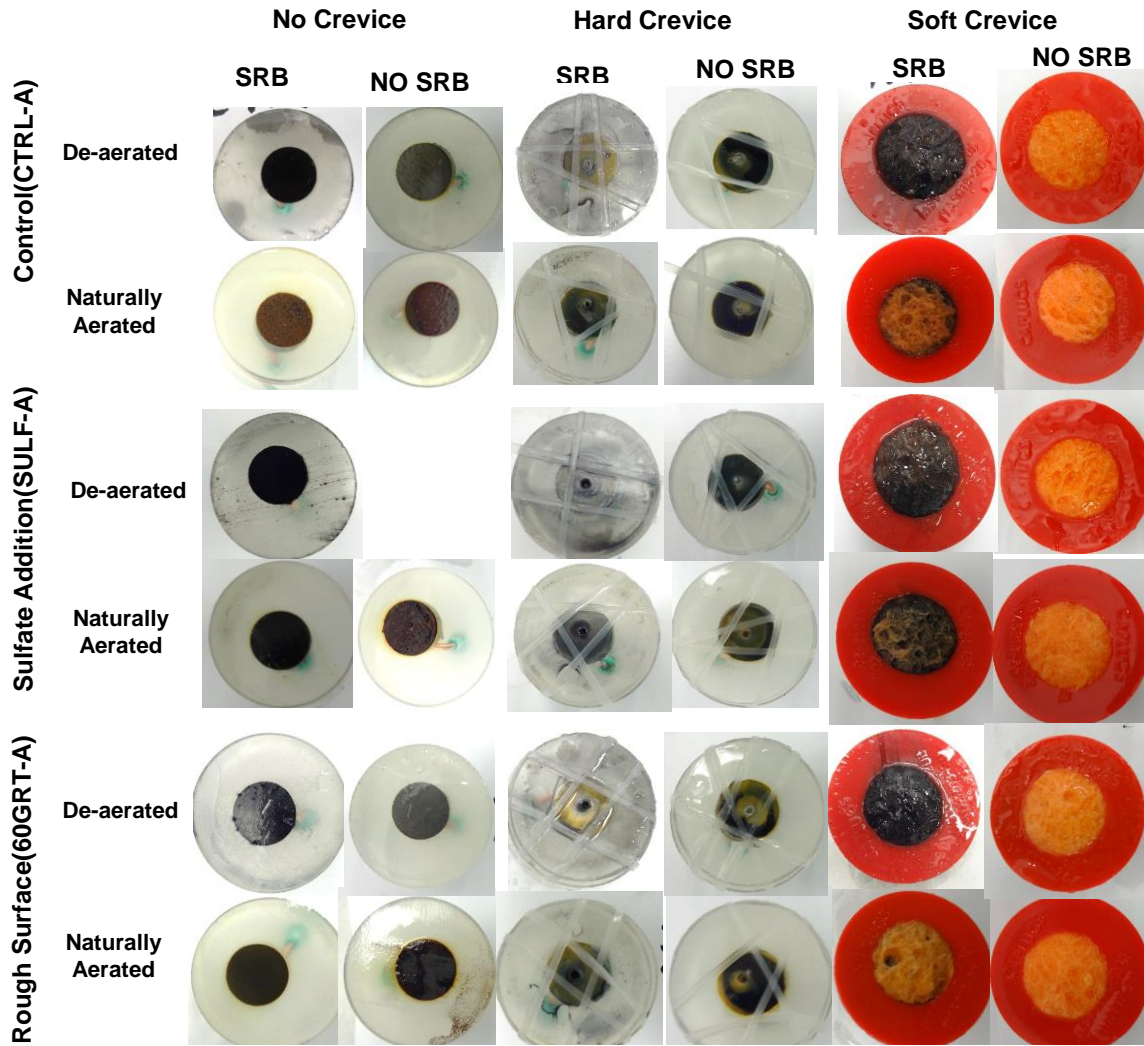 No Crevice
Hard Crevice
Soft Crevice
SRB
NO SRB
SRB
NO SRB
SRB
NO SRB
Control(CTRL-A)
De-aerated
Naturally
Aerated
Sulfate Addition(SULF-A)
De-aerated
Naturally
Aerated
Rough Surface(60GRT-A)
De-aerated
Naturally
Aerated